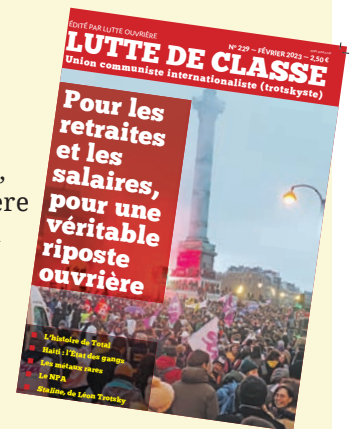 ÉDITÉ PAR LUTTE OUVRIÈRE
N° 229 – FÉVRIER 2023 – 2,50 €
LUTTE DE CLASSE
Union communiste internationaliste (trotskyste)
Pour les
retraites
et les
salaires,
pour une
véritable
riposte
ouvrière
L'histoire de Total
Haïti : l'État des gangs
Les métaux rares
Le NPA
Staline, de Léon Trotsky
,
ère